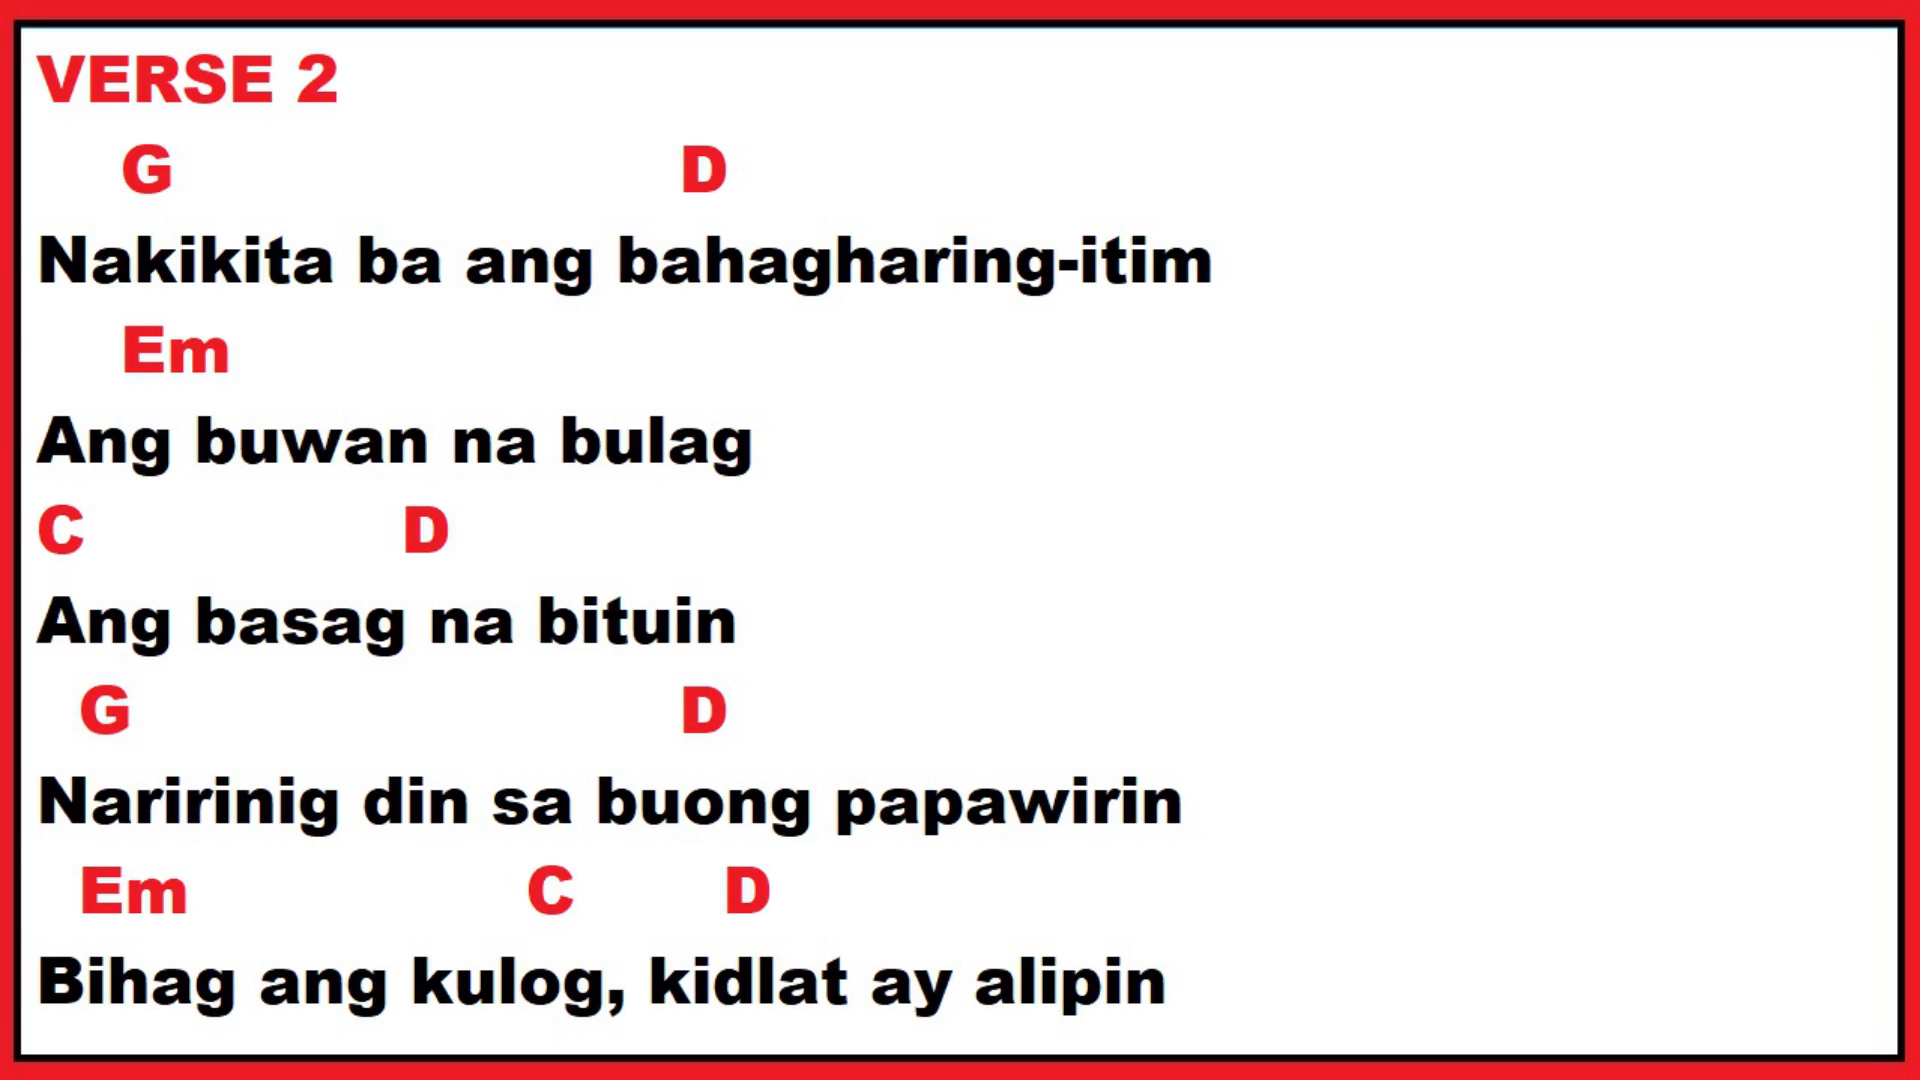 VERSE 2
G D
Nakikita ba ang bahagharing-itim
Em
Ang buwan na bulag
C D
Ang basag na bituin
G D
Naririnig din sa buong papawirin
Em C D
Bihag ang kulog, kidlat ay alipin